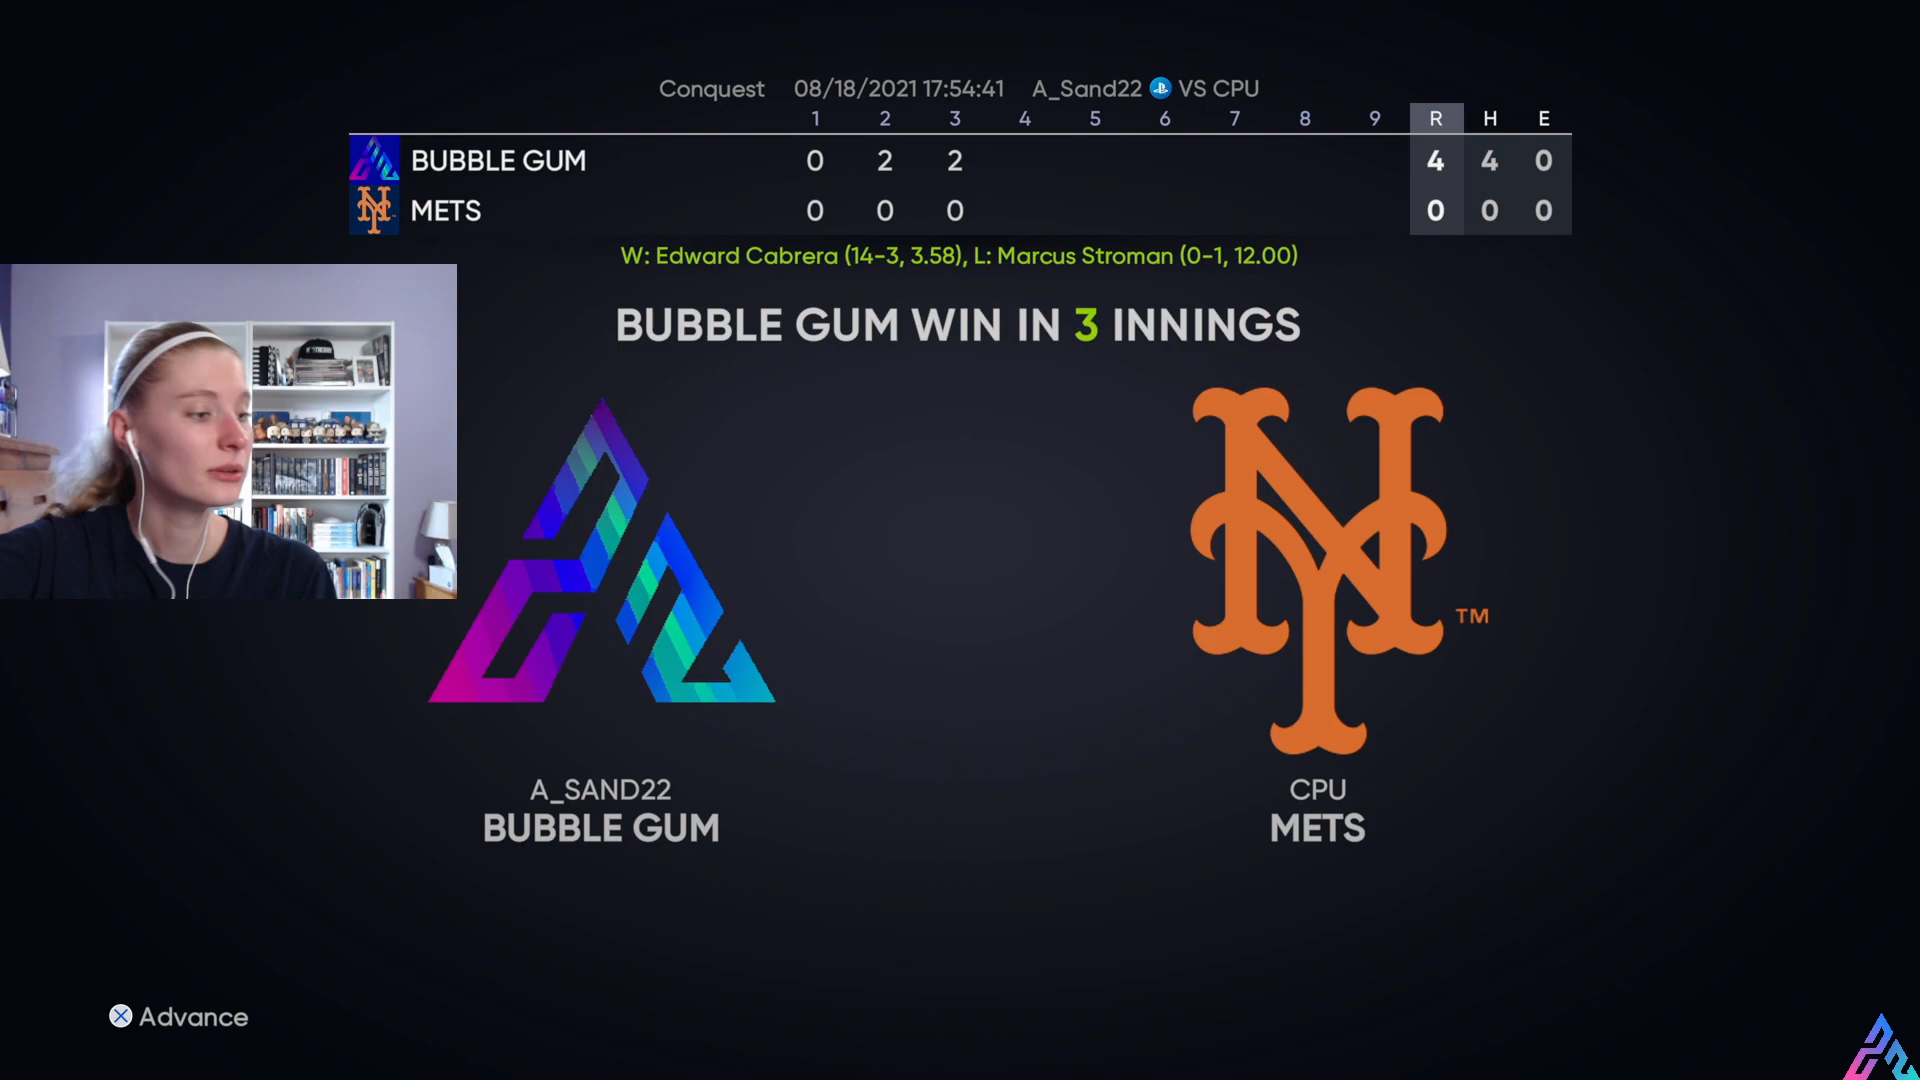 Conquest 08/18/2021 17:54:41 A_Sand22 VS CPU
1 2 3 4 5 6 7 8 9 R H E
BUBBLE GUM 0 2 2 4 4 0
METS 0 0 0 0 0 0
W: Edward Cabrera (14-3, 3.58), L: Marcus Stroman (0-1, 12.00)
BUBBLE GUM WIN IN 3 INNINGS
NY
TM
A_SAND22
BUBBLE GUM
CPU
METS
Advance